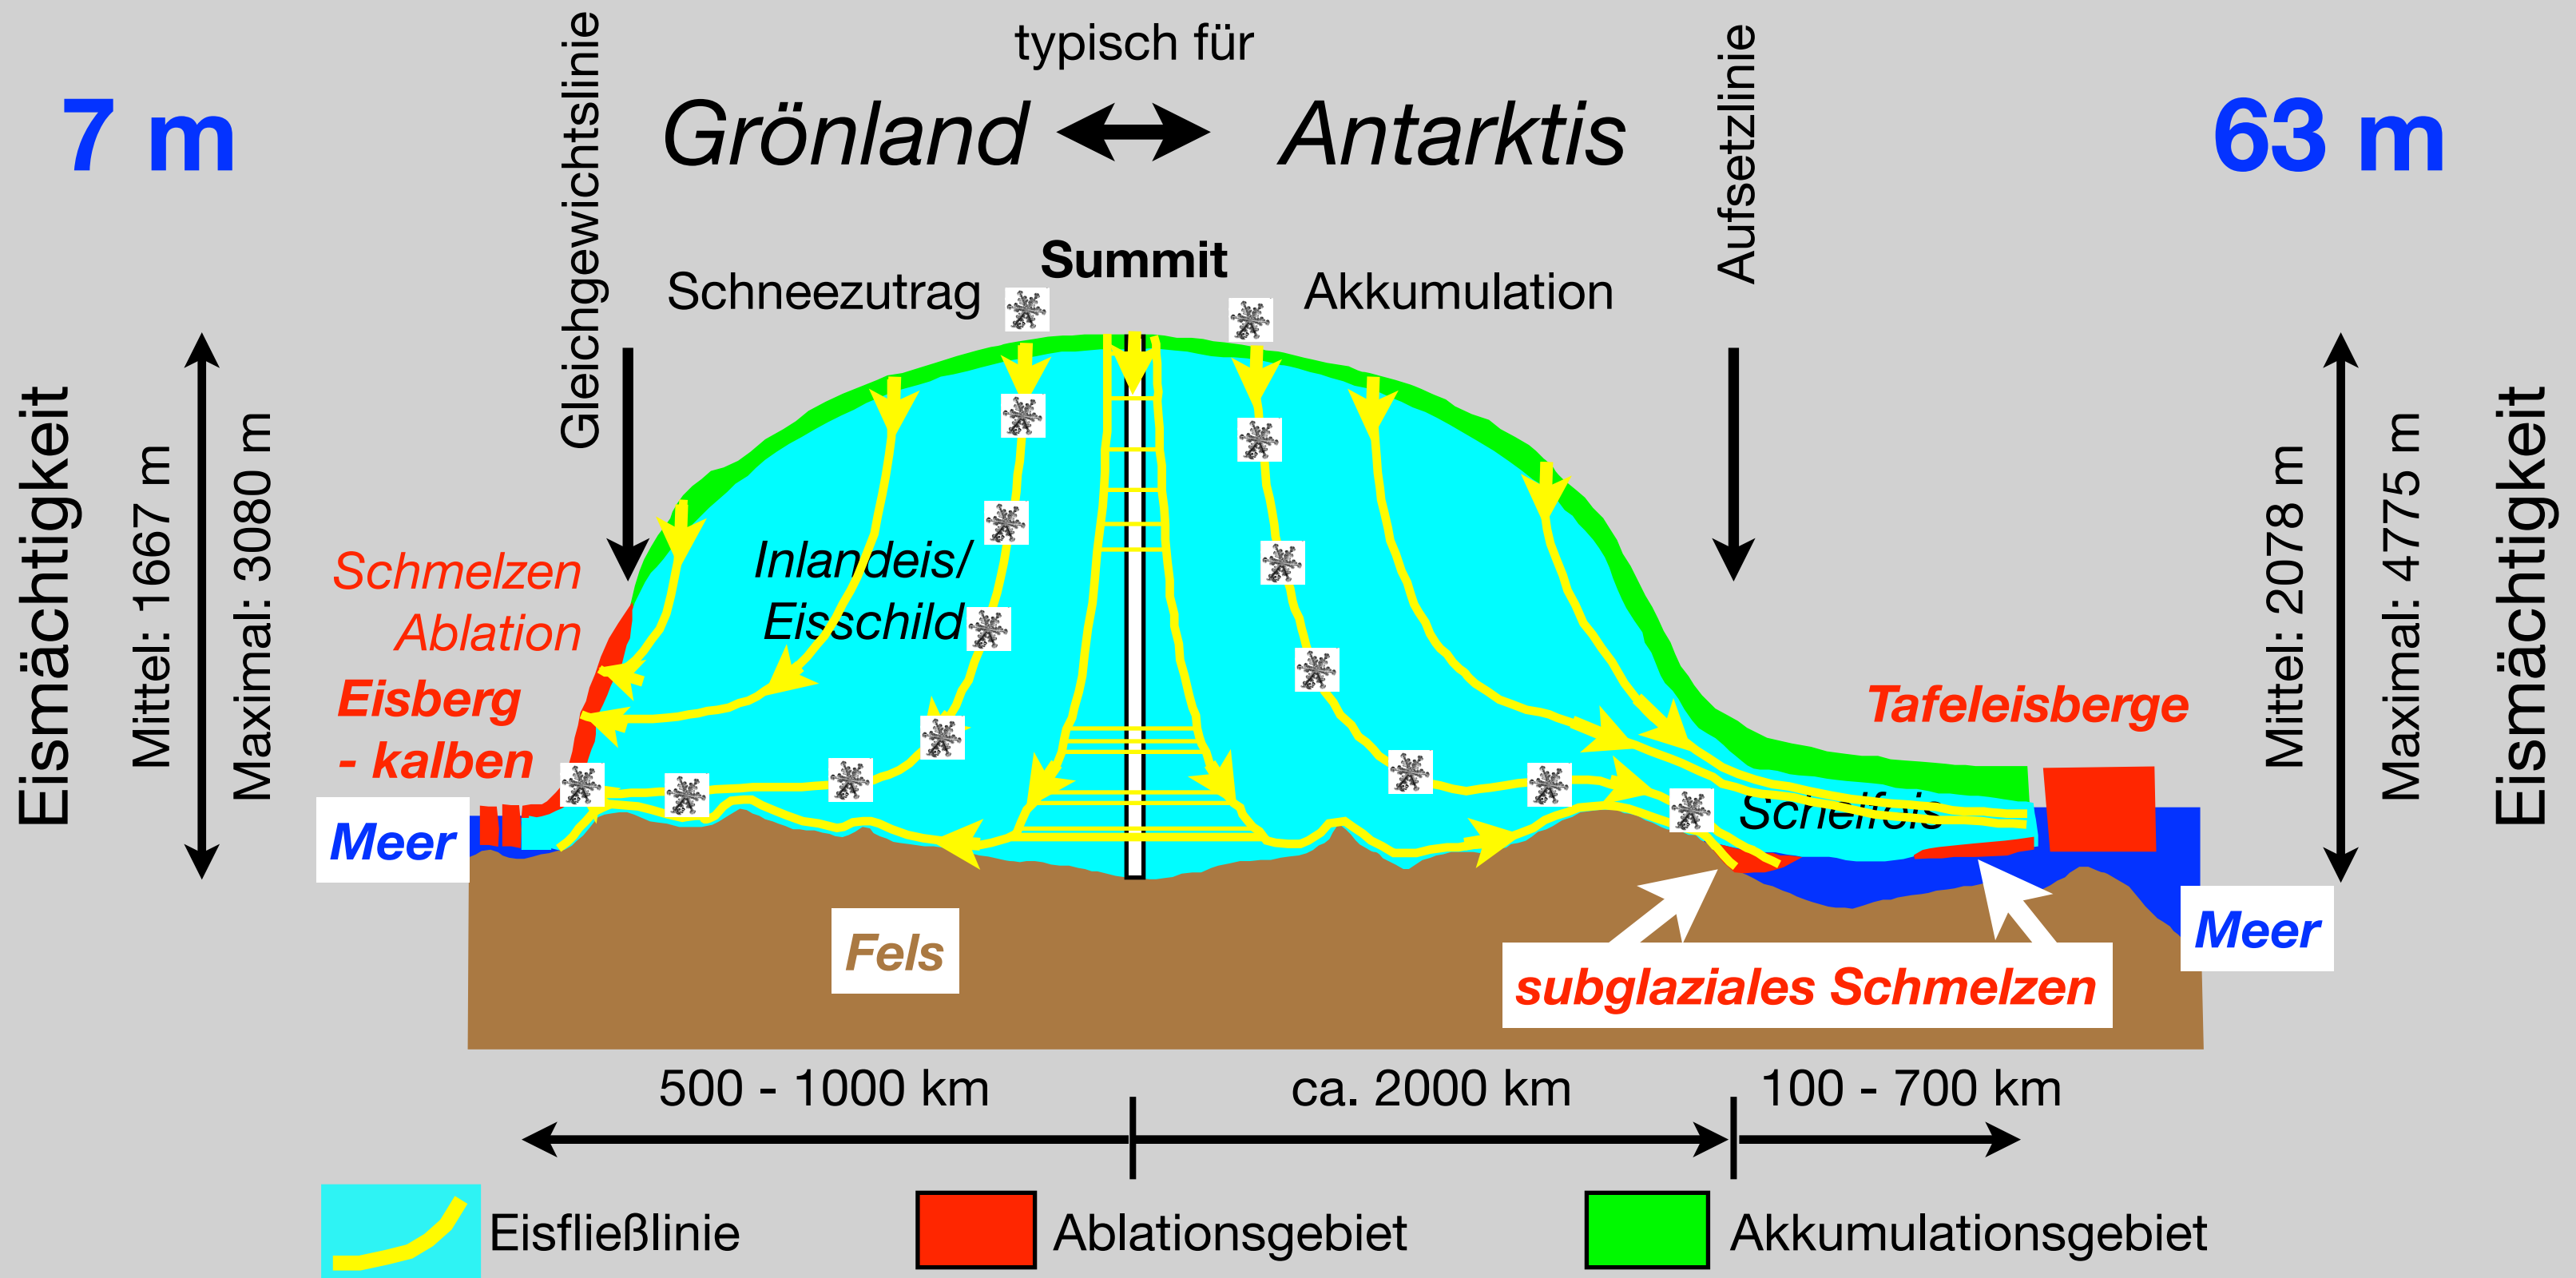 typisch für
7 m
Grönland
Antarktis
63 m
Gleichgewichtslinie
Aufsetzlinie
Summit
Schneezutrag
Akkumulation
Eismächtigkeit
Mittel: 1667 m
Maximal: 3080 m
Schmelzen
Ablation
Eisberg
- kalben
Inlandeis/
Eisschild
Tafeleisberge
Mittel: 2078 m
Maximal: 4775 m
Eismächtigkeit
Schelfeis
Meer
Meer
Fels
subglaziales Schmelzen
500 - 1000 km
ca. 2000 km
100 - 700 km
Eisfließlinie
Ablationsgebiet
Akkumulationsgebiet